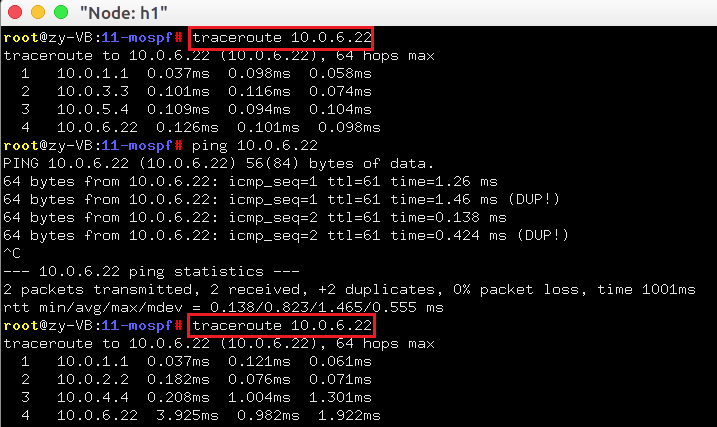 "Node: h1"
root@zy-VB:11-mospf# traceroute 10.0.6.22
traceroute to 10.0.6.22 (10.0.6.22), 64 hops max
1 10.0.1.1 0.037ms 0.098ms 0.058ms
2 10.0.3.3 0.101ms 0.116ms 0.074ms
3 10.0.5.4 0.109ms 0.094ms 0.104ms
4 10.0.6.22 0.126ms 0.101ms 0.098ms
root@zy-VB:11-mospf# ping 10.0.6.22
PING 10.0.6.22 (10.0.6.22) 56(84) bytes of data.
64 bytes from 10.0.6.22: icmp_seq=1 ttl=61 time=1.26 ms
64 bytes from 10.0.6.22: icmp_seq=1 ttl=61 time=1.46 ms (DUP!)
64 bytes from 10.0.6.22: icmp_seq=2 ttl=61 time=0.138 ms
64 bytes from 10.0.6.22: icmp_seq=2 ttl=61 time=0.424 ms (DUP!)
^C
--- 10.0.6.22 ping statistics ---
2 packets transmitted, 2 received, +2 duplicates, 0% packet loss, time 1001ms
rtt min/avg/max/mdev = 0.138/0.823/1.465/0.555 ms
root@zy-VB:11-mospf# traceroute 10.0.6.22
traceroute to 10.0.6.22 (10.0.6.22), 64 hops max
1 10.0.1.1 0.037ms 0.121ms 0.061ms
2 10.0.2.2 0.182ms 0.076ms 0.071ms
3 10.0.4.4 0.208ms 1.004ms 1.301ms
4 10.0.6.22 3.925ms 0.982ms 1.922ms